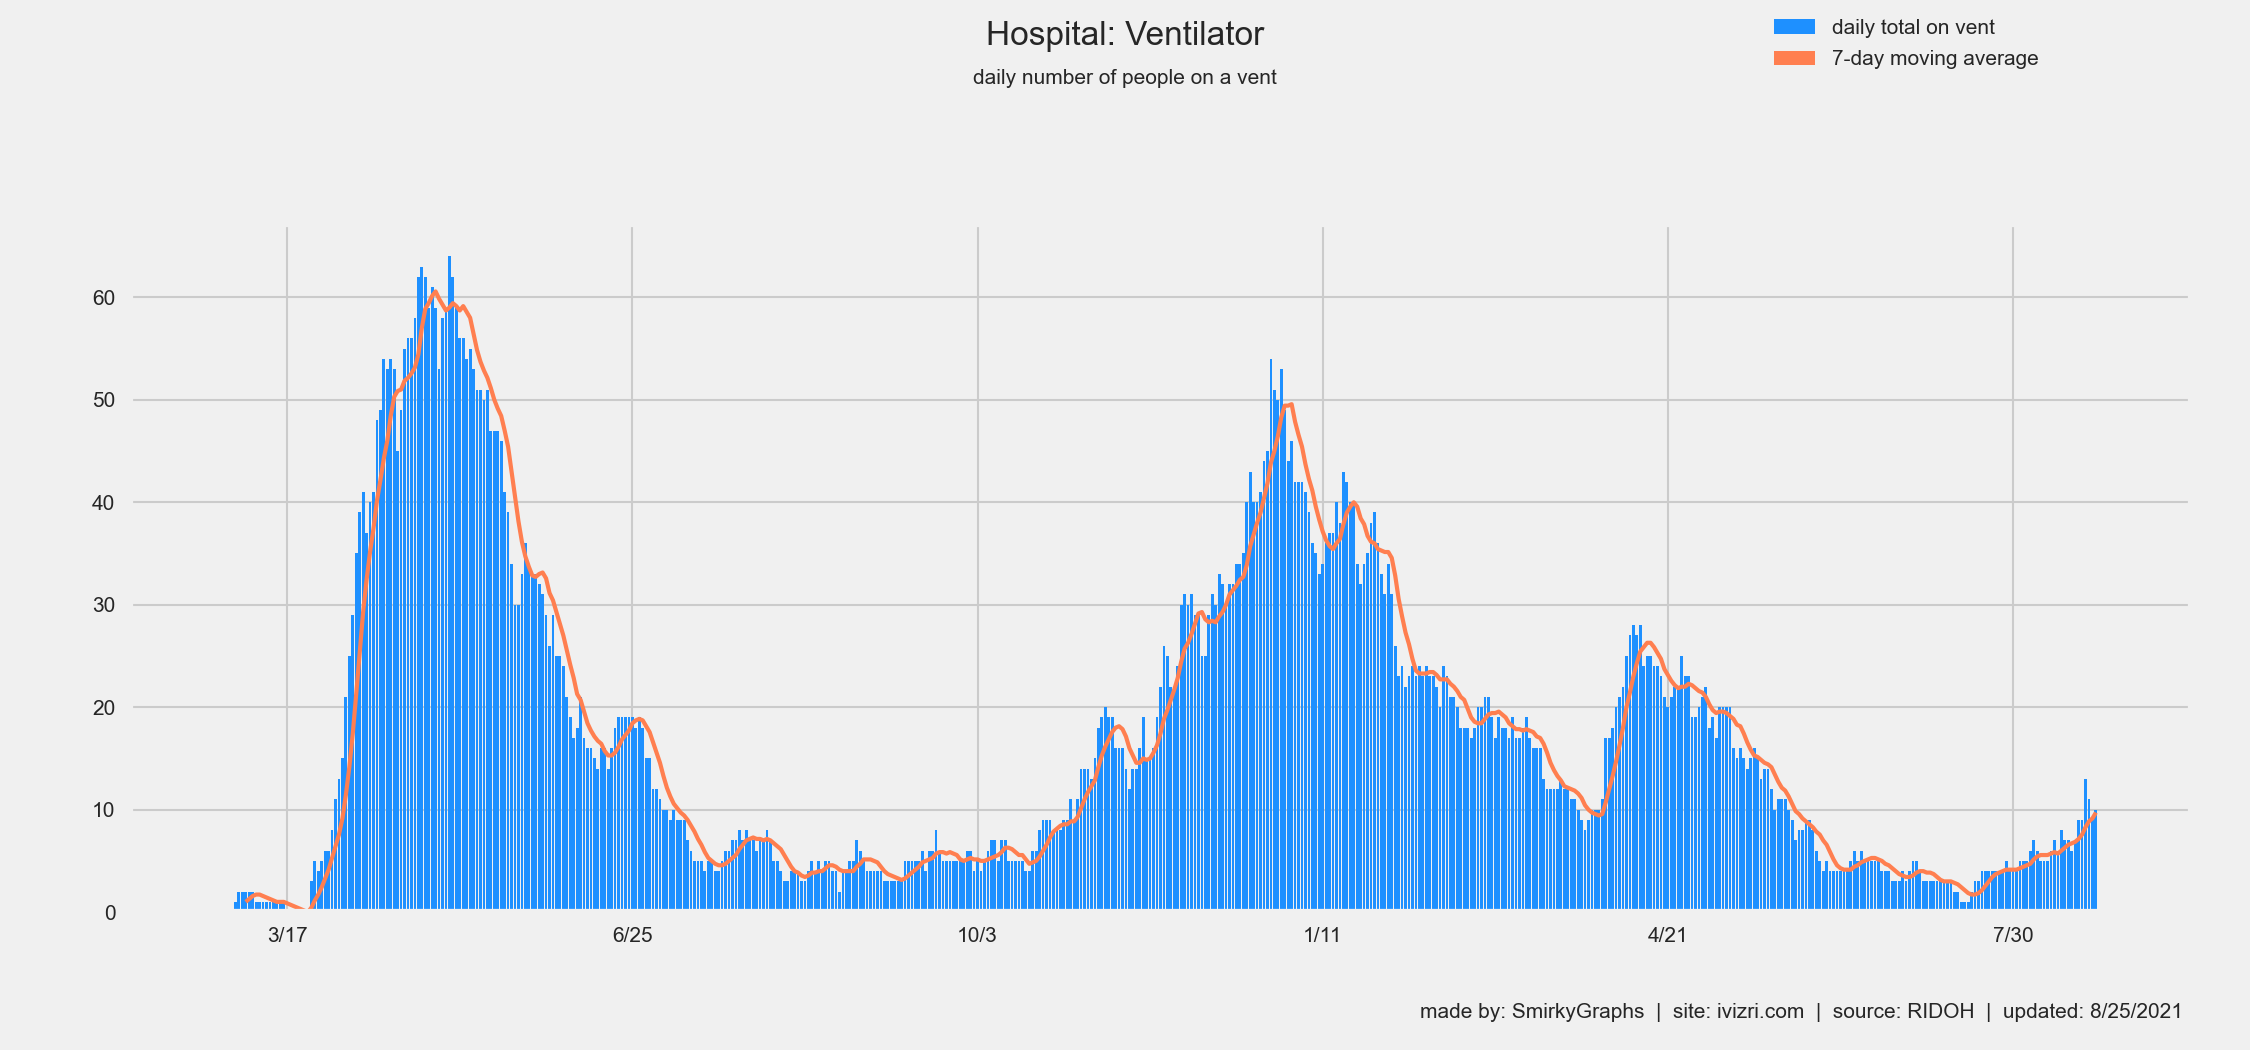 Hospital: Ventilator
daily number of people on a vent
daily total on vent
7-day moving average
60
50
40
30
20
10
0
3/17
6/25
10/3
1/11
4/21
7/30
made by: SmirkyGraphs | site: ivizri.com | source: RIDOH | updated: 8/25/2021